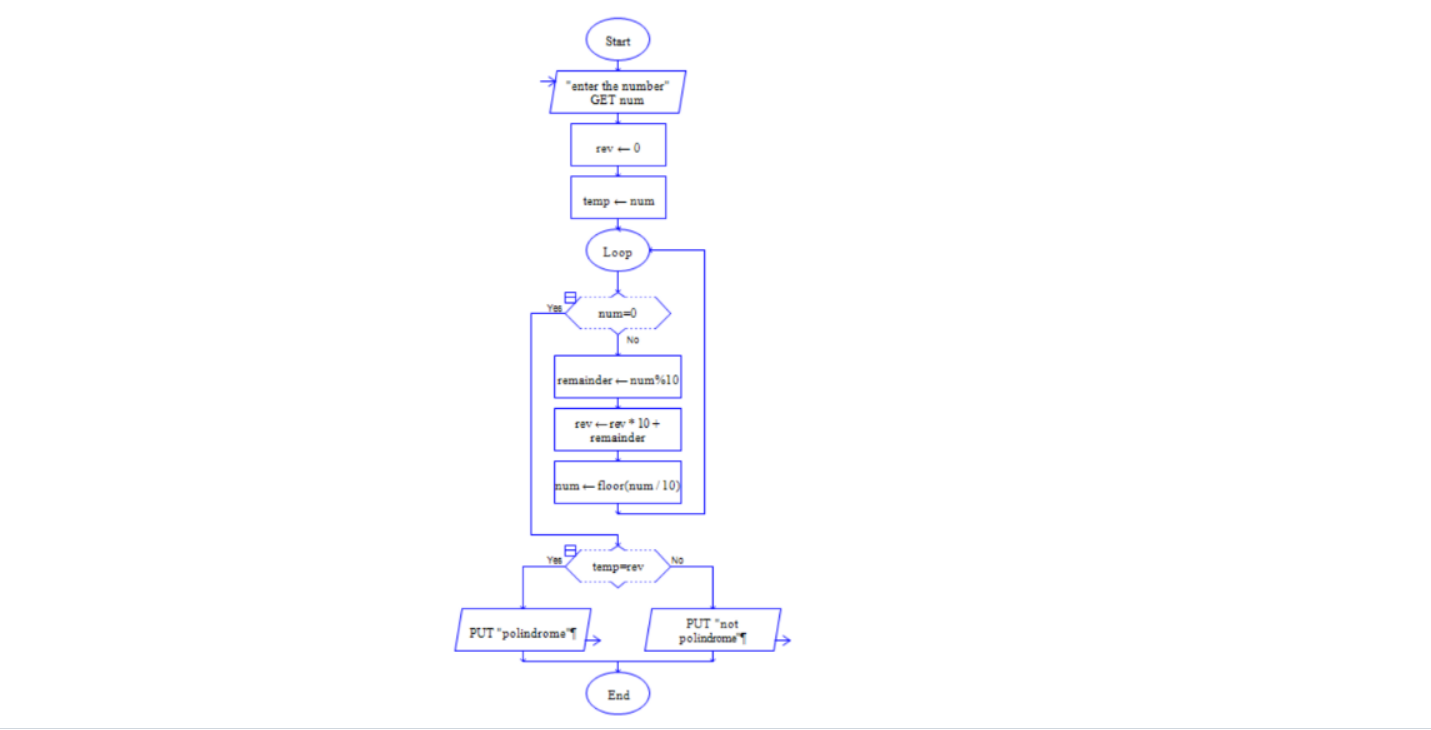 Start
"enter the number"
GET num
rev ← 0
temp ← num
Loop
Yes
num=0
No
remainder ← num%10
rev ← rev * 10 +
remainder
num ← floor(num / 10)
Yes
temp=rev
No
PUT "polindrome"¶
PUT "not
polindrome"¶
End